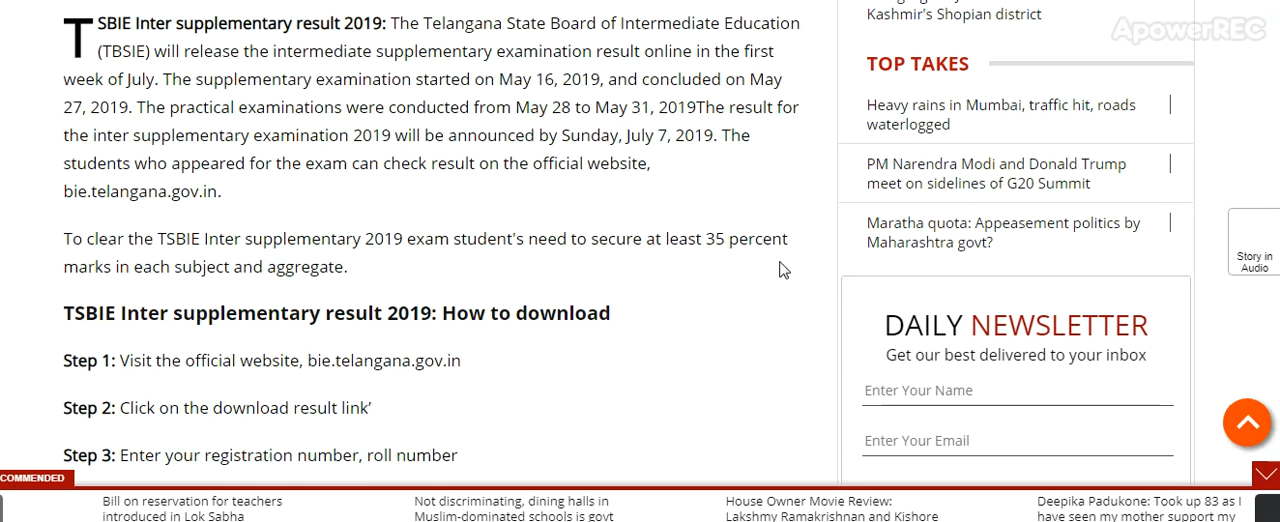 TSBIE Inter supplementary result 2019: The Telangana State Board of Intermediate Education
(TBSIE) will release the intermediate supplementary examination result online in the first
week of July. The supplementary examination started on May 16, 2019, and concluded on May
27, 2019. The practical examinations were conducted from May 28 to May 31, 2019The result for
the inter supplementary examination 2019 will be announced by Sunday, July 7, 2019. The
students who appeared for the exam can check result on the official website,
bie.telangana.gov.in.
To clear the TSBIE Inter supplementary 2019 exam student's need to secure at least 35 percent
marks in each subject and aggregate.
TSBIE Inter supplementary result 2019: How to download
Step 1: Visit the official website, bie.telangana.gov.in
Step 2: Click on the download result link’
Step 3: Enter your registration number, roll number
Kashmir's Shopian district
ApowerREC
TOP TAKES
Heavy rains in Mumbai, traffic hit, roads
waterlogged
PM Narendra Modi and Donald Trump
meet on sidelines of G20 Summit
Maratha quota: Appeasement politics by
Maharashtra govt?
Story in
Audio
DAILY NEWSLETTER
Get our best delivered to your inbox
Enter Your Name
Enter Your Email
COMMENDED
Bill on reservation for teachers
introduced in Lok Sabha
Not discriminating, dining halls in
Muslim-dominated schools is govt
House Owner Movie Review:
Lakshmy Ramakrishnan and Kishore
Deepika Padukone: Took up 83 as I
have seen my mother support my